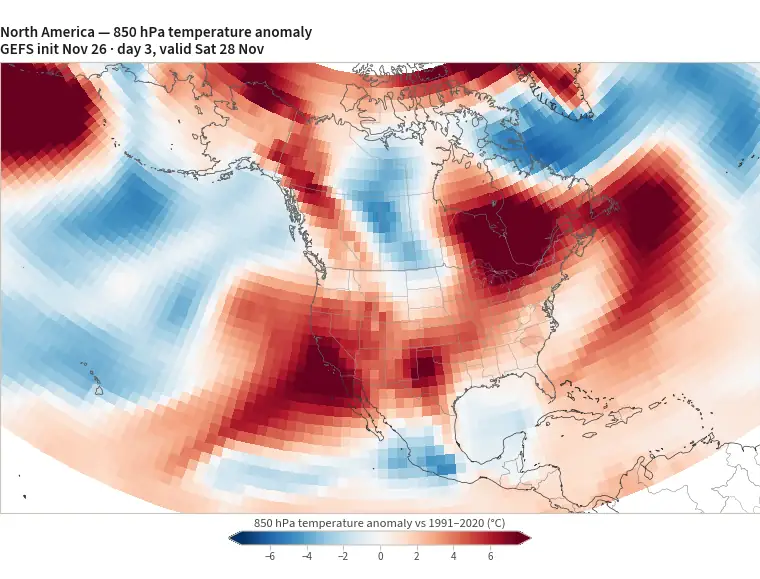 North America — 850 hPa temperature anomaly
GEFS init Nov 26 · day 3, valid Sat 28 Nov
850 hPa temperature anomaly vs 1991–2020 (°C)
−6 −4 −2 0 2 4 6